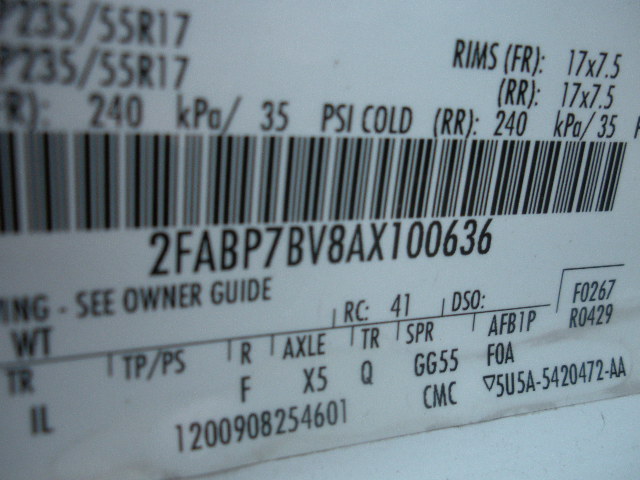 P235/55R17
P235/55R17
RIMS (FR): 17x7.5
(RR): 17x7.5
R): 240 kPa/ 35 PSI COLD (RR): 240 kPa/ 35 P
2FABP7BV8AX100636
ING - SEE OWNER GUIDE
RC: 41 DSO:
F0267
R0429
WT
TR TP/PS R AXLE TR SPR AFB1P
IL F X5 Q GG55 F0A
1200908254601 CMC ▽5U5A-5420472-AA